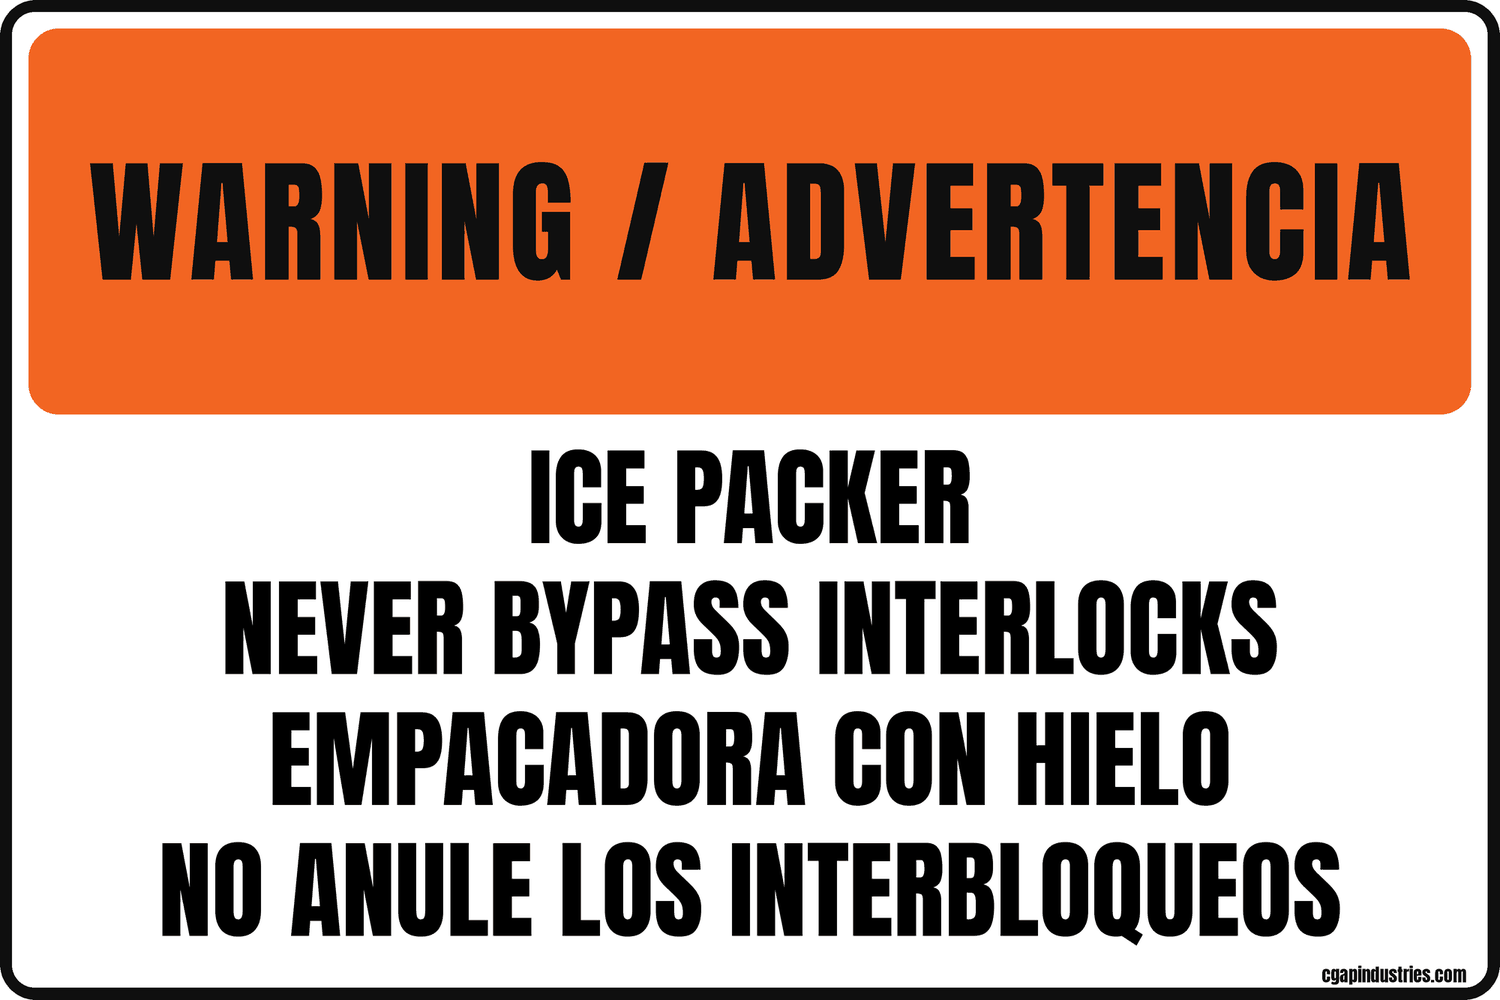 WARNING / ADVERTENCIA
ICE PACKER
NEVER BYPASS INTERLOCKS
EMPACADORA CON HIELO
NO ANULE LOS INTERBLOQUEOS
cgapindustries.com